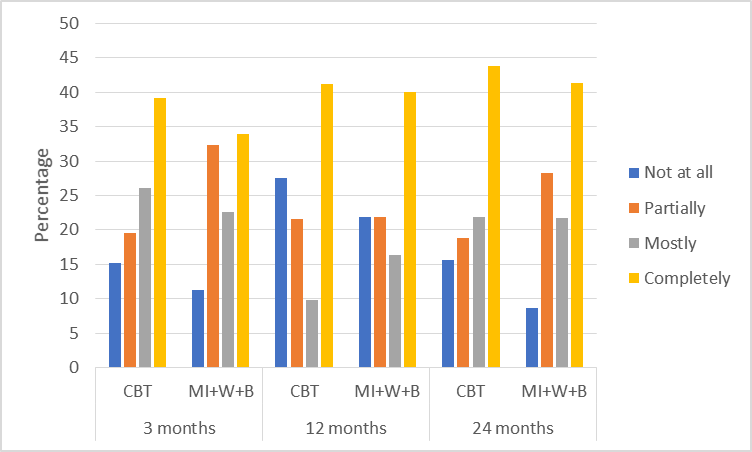 50
45
40
35
30
25
20
15
10
5
0
Percentage
CBT MI+W+B CBT MI+W+B CBT MI+W+B
3 months 12 months 24 months
Not at all
Partially
Mostly
Completely